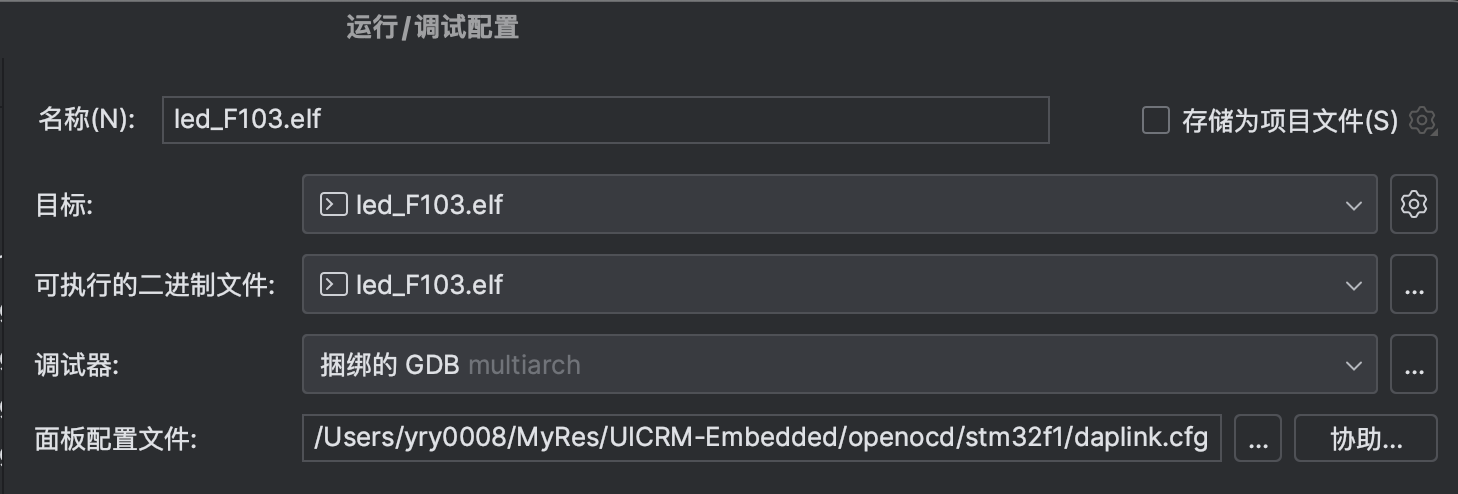 运行/调试配置
名称(N): led_F103.elf 存储为项目文件(S)
目标: led_F103.elf
可执行的二进制文件: led_F103.elf ...
调试器: 捆绑的 GDB multiarch ...
面板配置文件: /Users/yry0008/MyRes/UICRM-Embedded/openocd/stm32f1/daplink.cfg ... 协助...